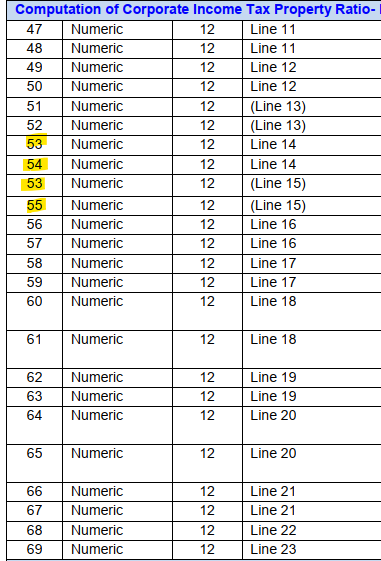 Computation of Corporate Income Tax Property Ratio-
47 Numeric 12 Line 11
48 Numeric 12 Line 11
49 Numeric 12 Line 12
50 Numeric 12 Line 12
51 Numeric 12 (Line 13)
52 Numeric 12 (Line 13)
53 Numeric 12 Line 14
54 Numeric 12 Line 14
53 Numeric 12 (Line 15)
55 Numeric 12 (Line 15)
56 Numeric 12 Line 16
57 Numeric 12 Line 16
58 Numeric 12 Line 17
59 Numeric 12 Line 17
60 Numeric 12 Line 18
61 Numeric 12 Line 18
62 Numeric 12 Line 19
63 Numeric 12 Line 19
64 Numeric 12 Line 20
65 Numeric 12 Line 20
66 Numeric 12 Line 21
67 Numeric 12 Line 21
68 Numeric 12 Line 22
69 Numeric 12 Line 23